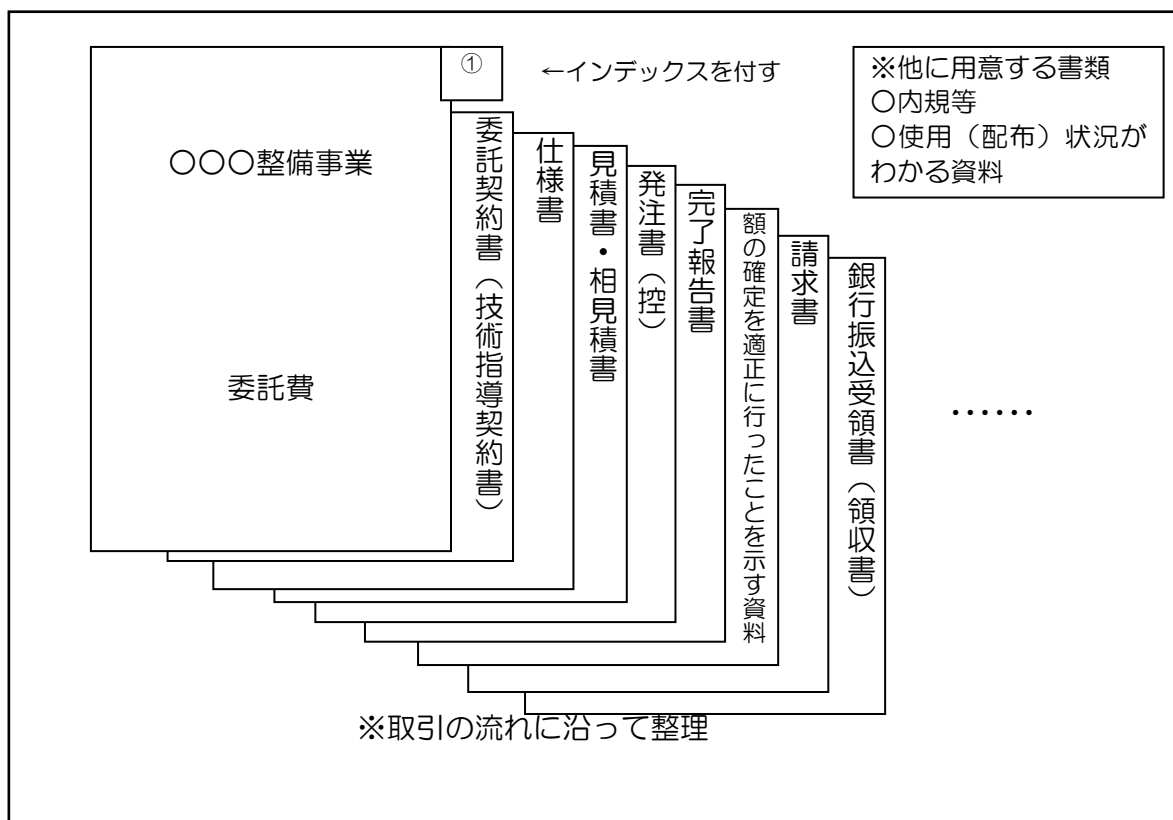 ①
←インデックスを付す
※他に用意する書類
〇内規等
〇使用（配布）状況が
わかる資料
〇〇〇整備事業
委託費
委託契約書（技術指導契約書）
仕様書
見積書・相見積書
発注書（控）
完了報告書
額の確定を適正に行ったことを示す資料
請求書
銀行振込受領書（領収書）
……
※取引の流れに沿って整理